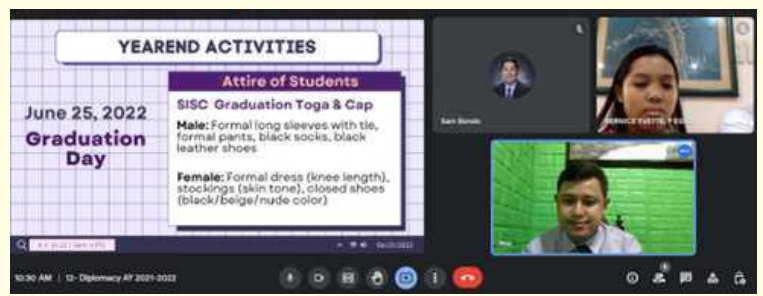 YEAREND ACTIVITIES
June 25, 2022
Graduation
Day
Attire of Students
SISC Graduation Toga & Cap
Male: Formal long sleeves with tie,
formal pants, black socks, black
leather shoes
Female: Formal dress (knee length),
stockings (skin tone), closed shoes
(black/beige/nude color)
10:30 AM | 12- Diplomacy AY 2021-2022